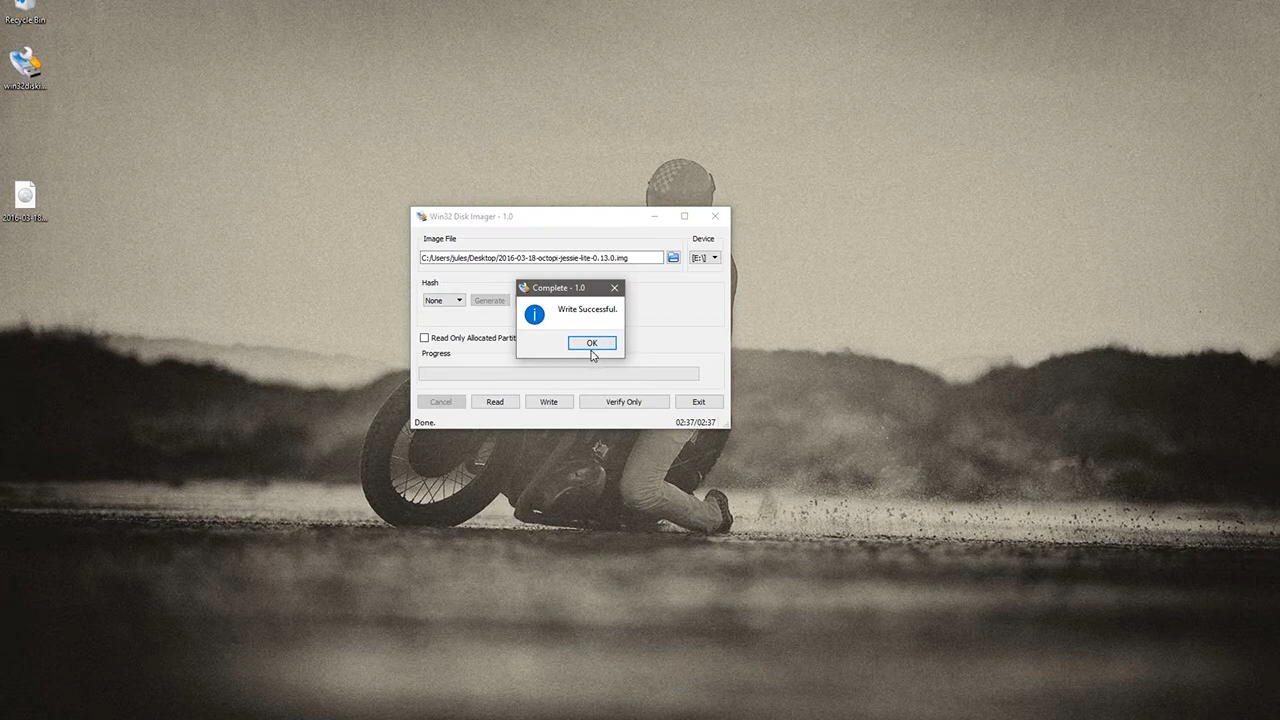 Recycle Bin
win32diski...
2016-03-18...
Win32 Disk Imager - 1.0
Image File
Device
C:/Users/jules/Desktop/2016-03-18-octopi-jessie-lite-0.13.0.img
[E:\]
Hash
None
Generate
Complete - 1.0
Write Successful.
OK
Read Only Allocated Partit
Progress
Cancel
Read
Write
Verify Only
Exit
Done.
02:37/02:37